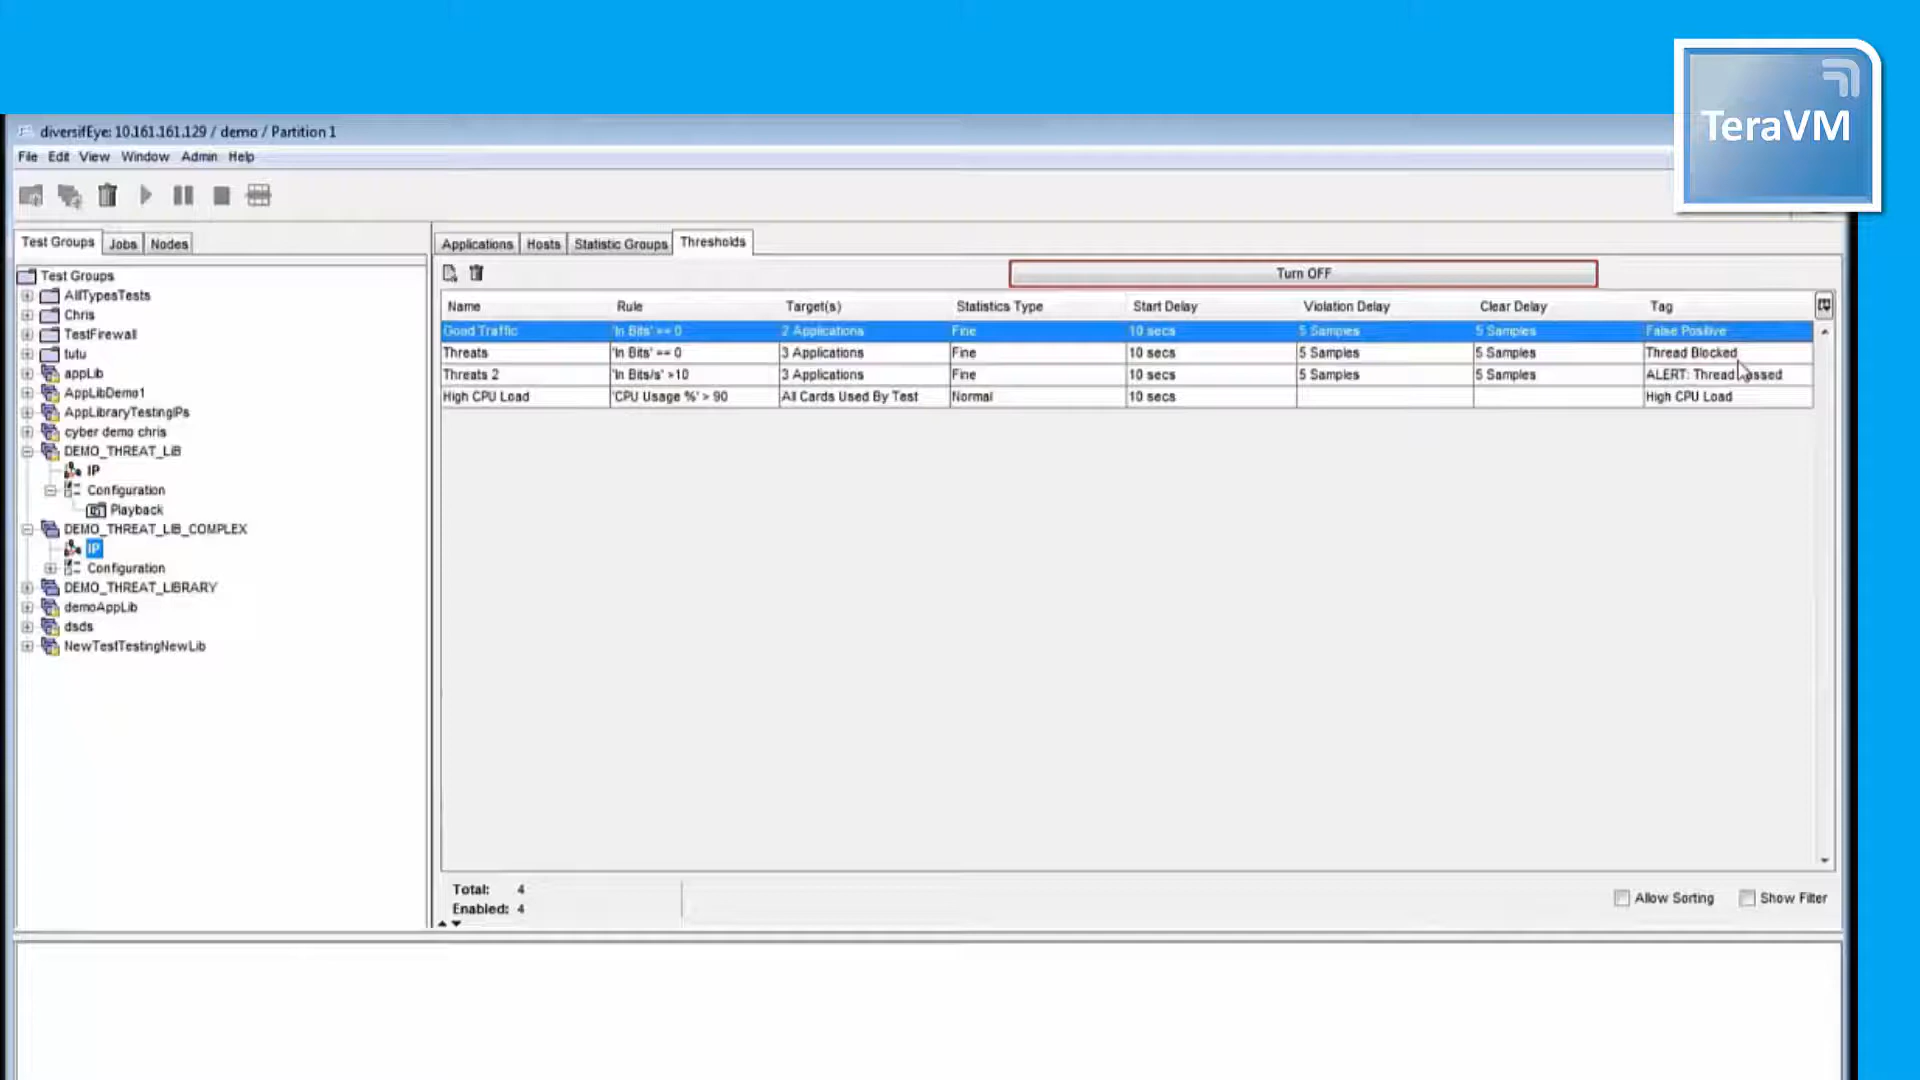 TeraVM
diversifEye: 10.161.161.129 / demo / Partition 1
File Edit View Window Admin Help
Test Groups Jobs Nodes
Applications Hosts Statistic Groups Thresholds
Turn OFF
Test Groups
AllTypesTests
Chris
TestFirewall
tutu
appLib
AppLibDemo1
AppLibraryTestingIPs
cyber demo chris
DEMO_THREAT_LIB
IP
Configuration
Playback
DEMO_THREAT_LIB_COMPLEX
IP
Configuration
DEMO_THREAT_LIBRARY
demoAppLib
dsds
NewTestTestingNewLib
Name Rule Target(s) Statistics Type Start Delay Violation Delay Clear Delay Tag
Good Traffic 'In Bits' == 0 2 Applications Fine 10 secs 5 Samples 5 Samples False Positive
Threats 'In Bits' == 0 3 Applications Fine 10 secs 5 Samples 5 Samples Thread Blocked
Threats 2 'In Bits/s' >10 3 Applications Fine 10 secs 5 Samples 5 Samples ALERT: Thread
High CPU Load 'CPU Usage %' > 90 All Cards Used By Test Normal 10 secs High CPU Load
Total: 4
Enabled: 4
Allow Sorting Show Filter